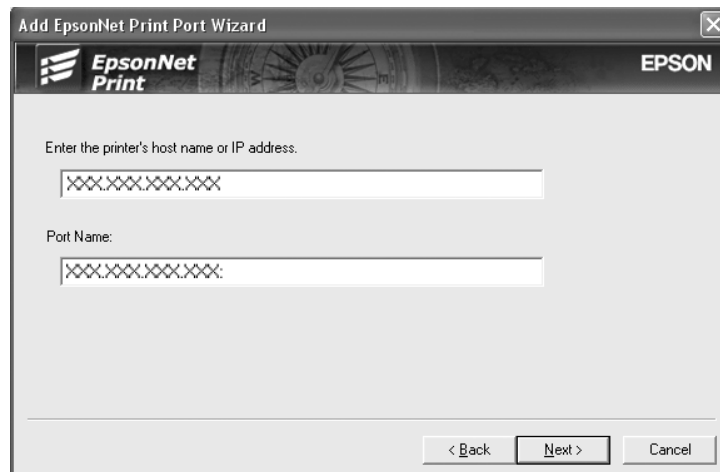 Add EpsonNet Print Port Wizard
EpsonNet
Print
EPSON
Enter the printer's host name or IP address.
XXX.XXX.XXX.XXX
Port Name:
XXX.XXX.XXX.XXX:
< Back
Next >
Cancel